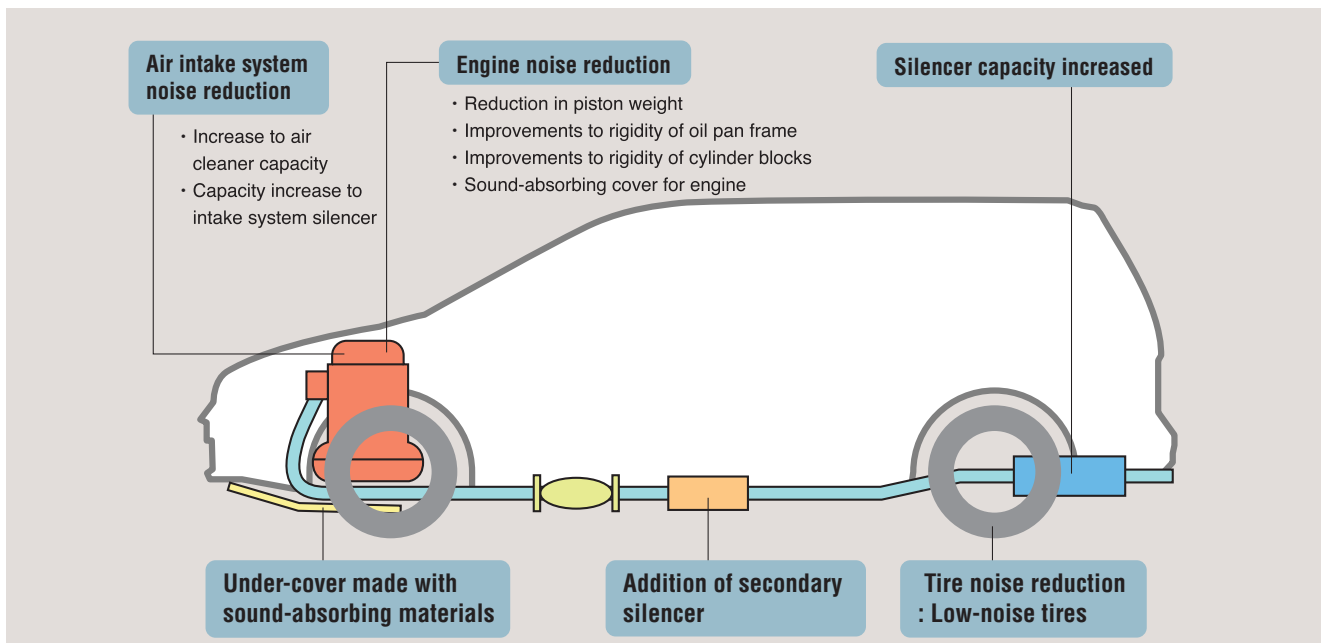 Air intake system
noise reduction
・Increase to air
cleaner capacity
・Capacity increase to
intake system silencer
Engine noise reduction
・Reduction in piston weight
・Improvements to rigidity of oil pan frame
・Improvements to rigidity of cylinder blocks
・Sound-absorbing cover for engine
Silencer capacity increased
Under-cover made with
sound-absorbing materials
Addition of secondary
silencer
Tire noise reduction
: Low-noise tires